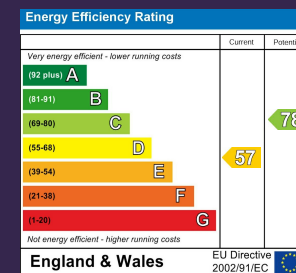 Energy Efficiency Rating
Current Potenti
Very energy efficient - lower running costs
(92 plus) A
(81-91) B
(69-80) C
78
(55-68) D
57
(39-54) E
(21-38) F
(1-20) G
Not energy efficient - higher running costs
England & Wales
EU Directive
2002/91/EC